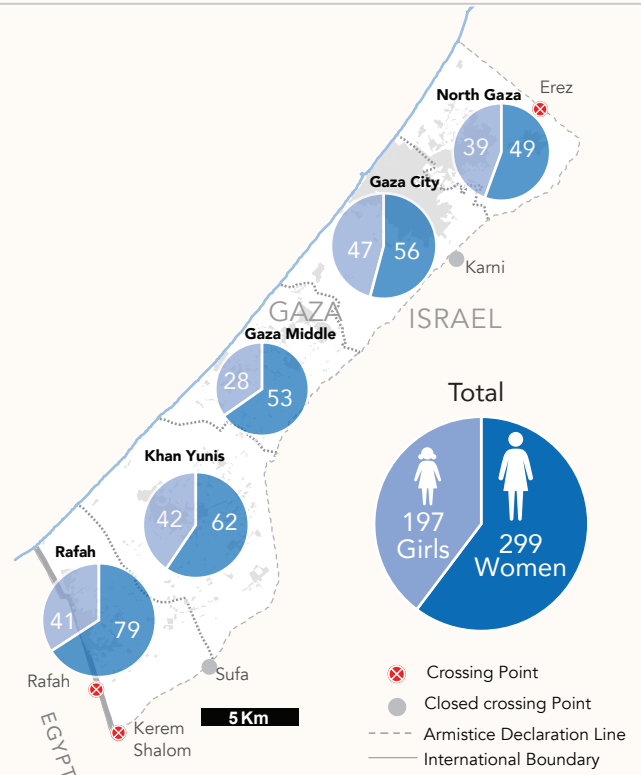 North Gaza
Erez
39
49
Gaza City
47
56
Karni
GAZA
ISRAEL
Gaza Middle
28
53
Total
197
Girls
299
Women
Khan Yunis
42
62
Rafah
41
79
Rafah
Sufa
5 Km
Kerem
Shalom
EGYPT
Crossing Point
Closed crossing Point
Armistice Declaration Line
International Boundary